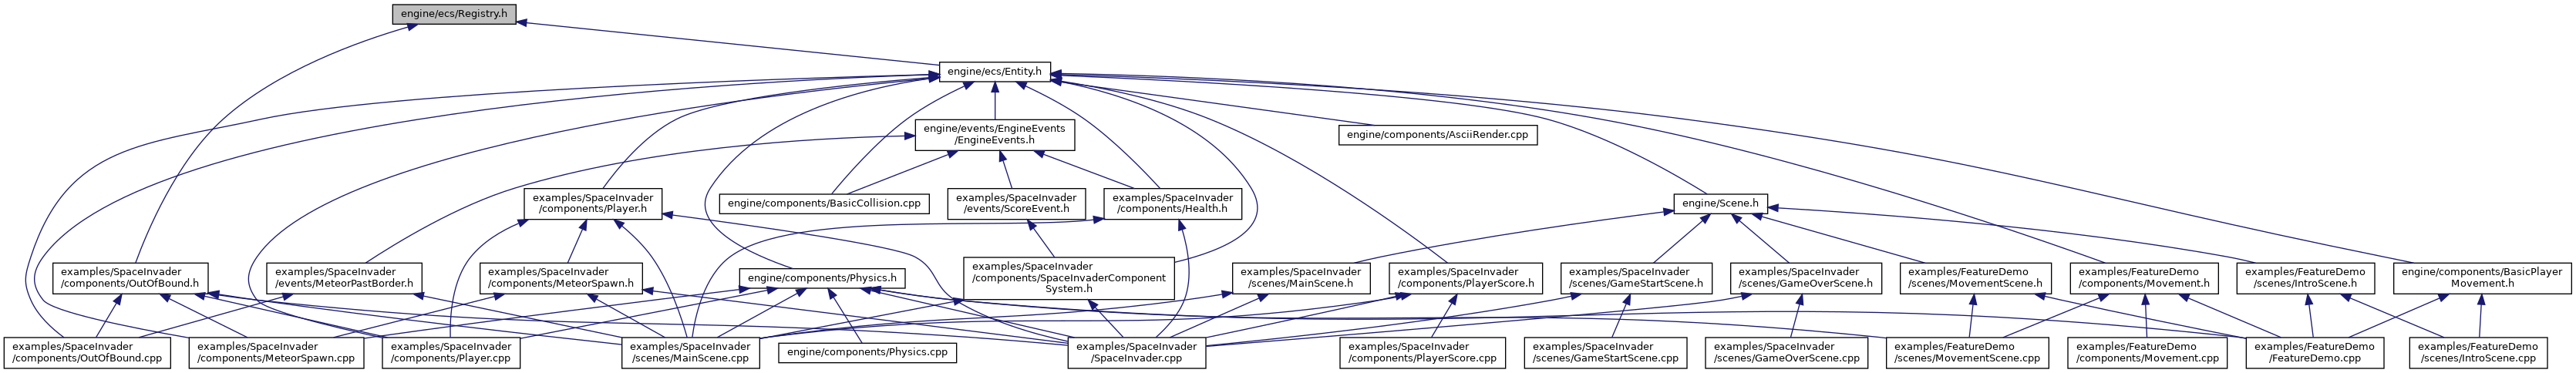 engine/ecs/Registry.h
engine/ecs/Entity.h
engine/events/EngineEvents
/EngineEvents.h
engine/components/AsciiRender.cpp
examples/SpaceInvader
/components/Player.h
engine/components/BasicCollision.cpp
examples/SpaceInvader
/events/ScoreEvent.h
examples/SpaceInvader
/components/Health.h
engine/Scene.h
examples/SpaceInvader
/components/OutOfBound.h
examples/SpaceInvader
/events/MeteorPastBorder.h
examples/SpaceInvader
/components/MeteorSpawn.h
engine/components/Physics.h
examples/SpaceInvader
/components/SpaceInvaderComponent
System.h
examples/SpaceInvader
/scenes/MainScene.h
examples/SpaceInvader
/components/PlayerScore.h
examples/SpaceInvader
/scenes/GameStartScene.h
examples/SpaceInvader
/scenes/GameOverScene.h
examples/FeatureDemo
/scenes/MovementScene.h
examples/FeatureDemo
/components/Movement.h
examples/FeatureDemo
/scenes/IntroScene.h
engine/components/BasicPlayer
Movement.h
examples/SpaceInvader
/components/OutOfBound.cpp
examples/SpaceInvader
/components/MeteorSpawn.cpp
examples/SpaceInvader
/components/Player.cpp
examples/SpaceInvader
/scenes/MainScene.cpp
engine/components/Physics.cpp
examples/SpaceInvader
/SpaceInvader.cpp
examples/SpaceInvader
/components/PlayerScore.cpp
examples/SpaceInvader
/scenes/GameStartScene.cpp
examples/SpaceInvader
/scenes/GameOverScene.cpp
examples/FeatureDemo
/scenes/MovementScene.cpp
examples/FeatureDemo
/components/Movement.cpp
examples/FeatureDemo
/FeatureDemo.cpp
examples/FeatureDemo
/scenes/IntroScene.cpp